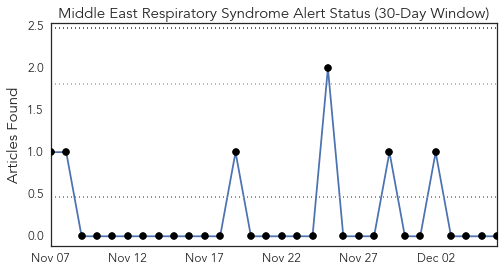 Middle East Respiratory Syndrome Alert Status (30-Day Window)
Articles Found
2.5
2.0
1.5
1.0
0.5
0.0
Nov 07 Nov 12 Nov 17 Nov 22 Nov 27 Dec 02